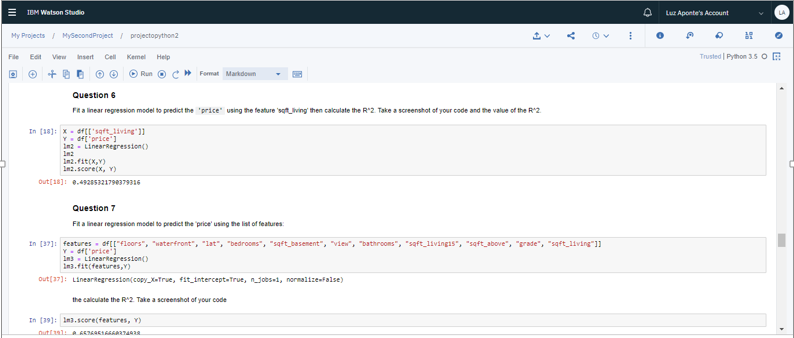 IBM Watson Studio
Luz Aponte's Account
LA
My Projects / MySecondProject / projectopython2
File Edit View Insert Cell Kernel Help
Trusted | Python 3.5
Run
Format Markdown
Question 6
Fit a linear regression model to predict the 'price' using the feature 'sqft_living' then calculate the R^2. Take a screenshot of your code and the value of the R^2.
In [18]: X = df[['sqft_living']]
Y = df['price']
lm2 = LinearRegression()
lm2
lm2.fit(X,Y)
lm2.score(X, Y)
Out[18]: 0.49285321790379316
Question 7
Fit a linear regression model to predict the 'price' using the list of features:
In [37]: features = df[["floors", "waterfront", "lat", "bedrooms", "sqft_basement", "view", "bathrooms", "sqft_living15", "sqft_above", "grade", "sqft_living"]]
Y = df['price']
lm3 = LinearRegression()
lm3.fit(features,Y)
Out[37]: LinearRegression(copy_X=True, fit_intercept=True, n_jobs=1, normalize=False)
the calculate the R^2. Take a screenshot of your code
In [39]: lm3.score(features, Y)
Out[39]: 0.65769516660374938